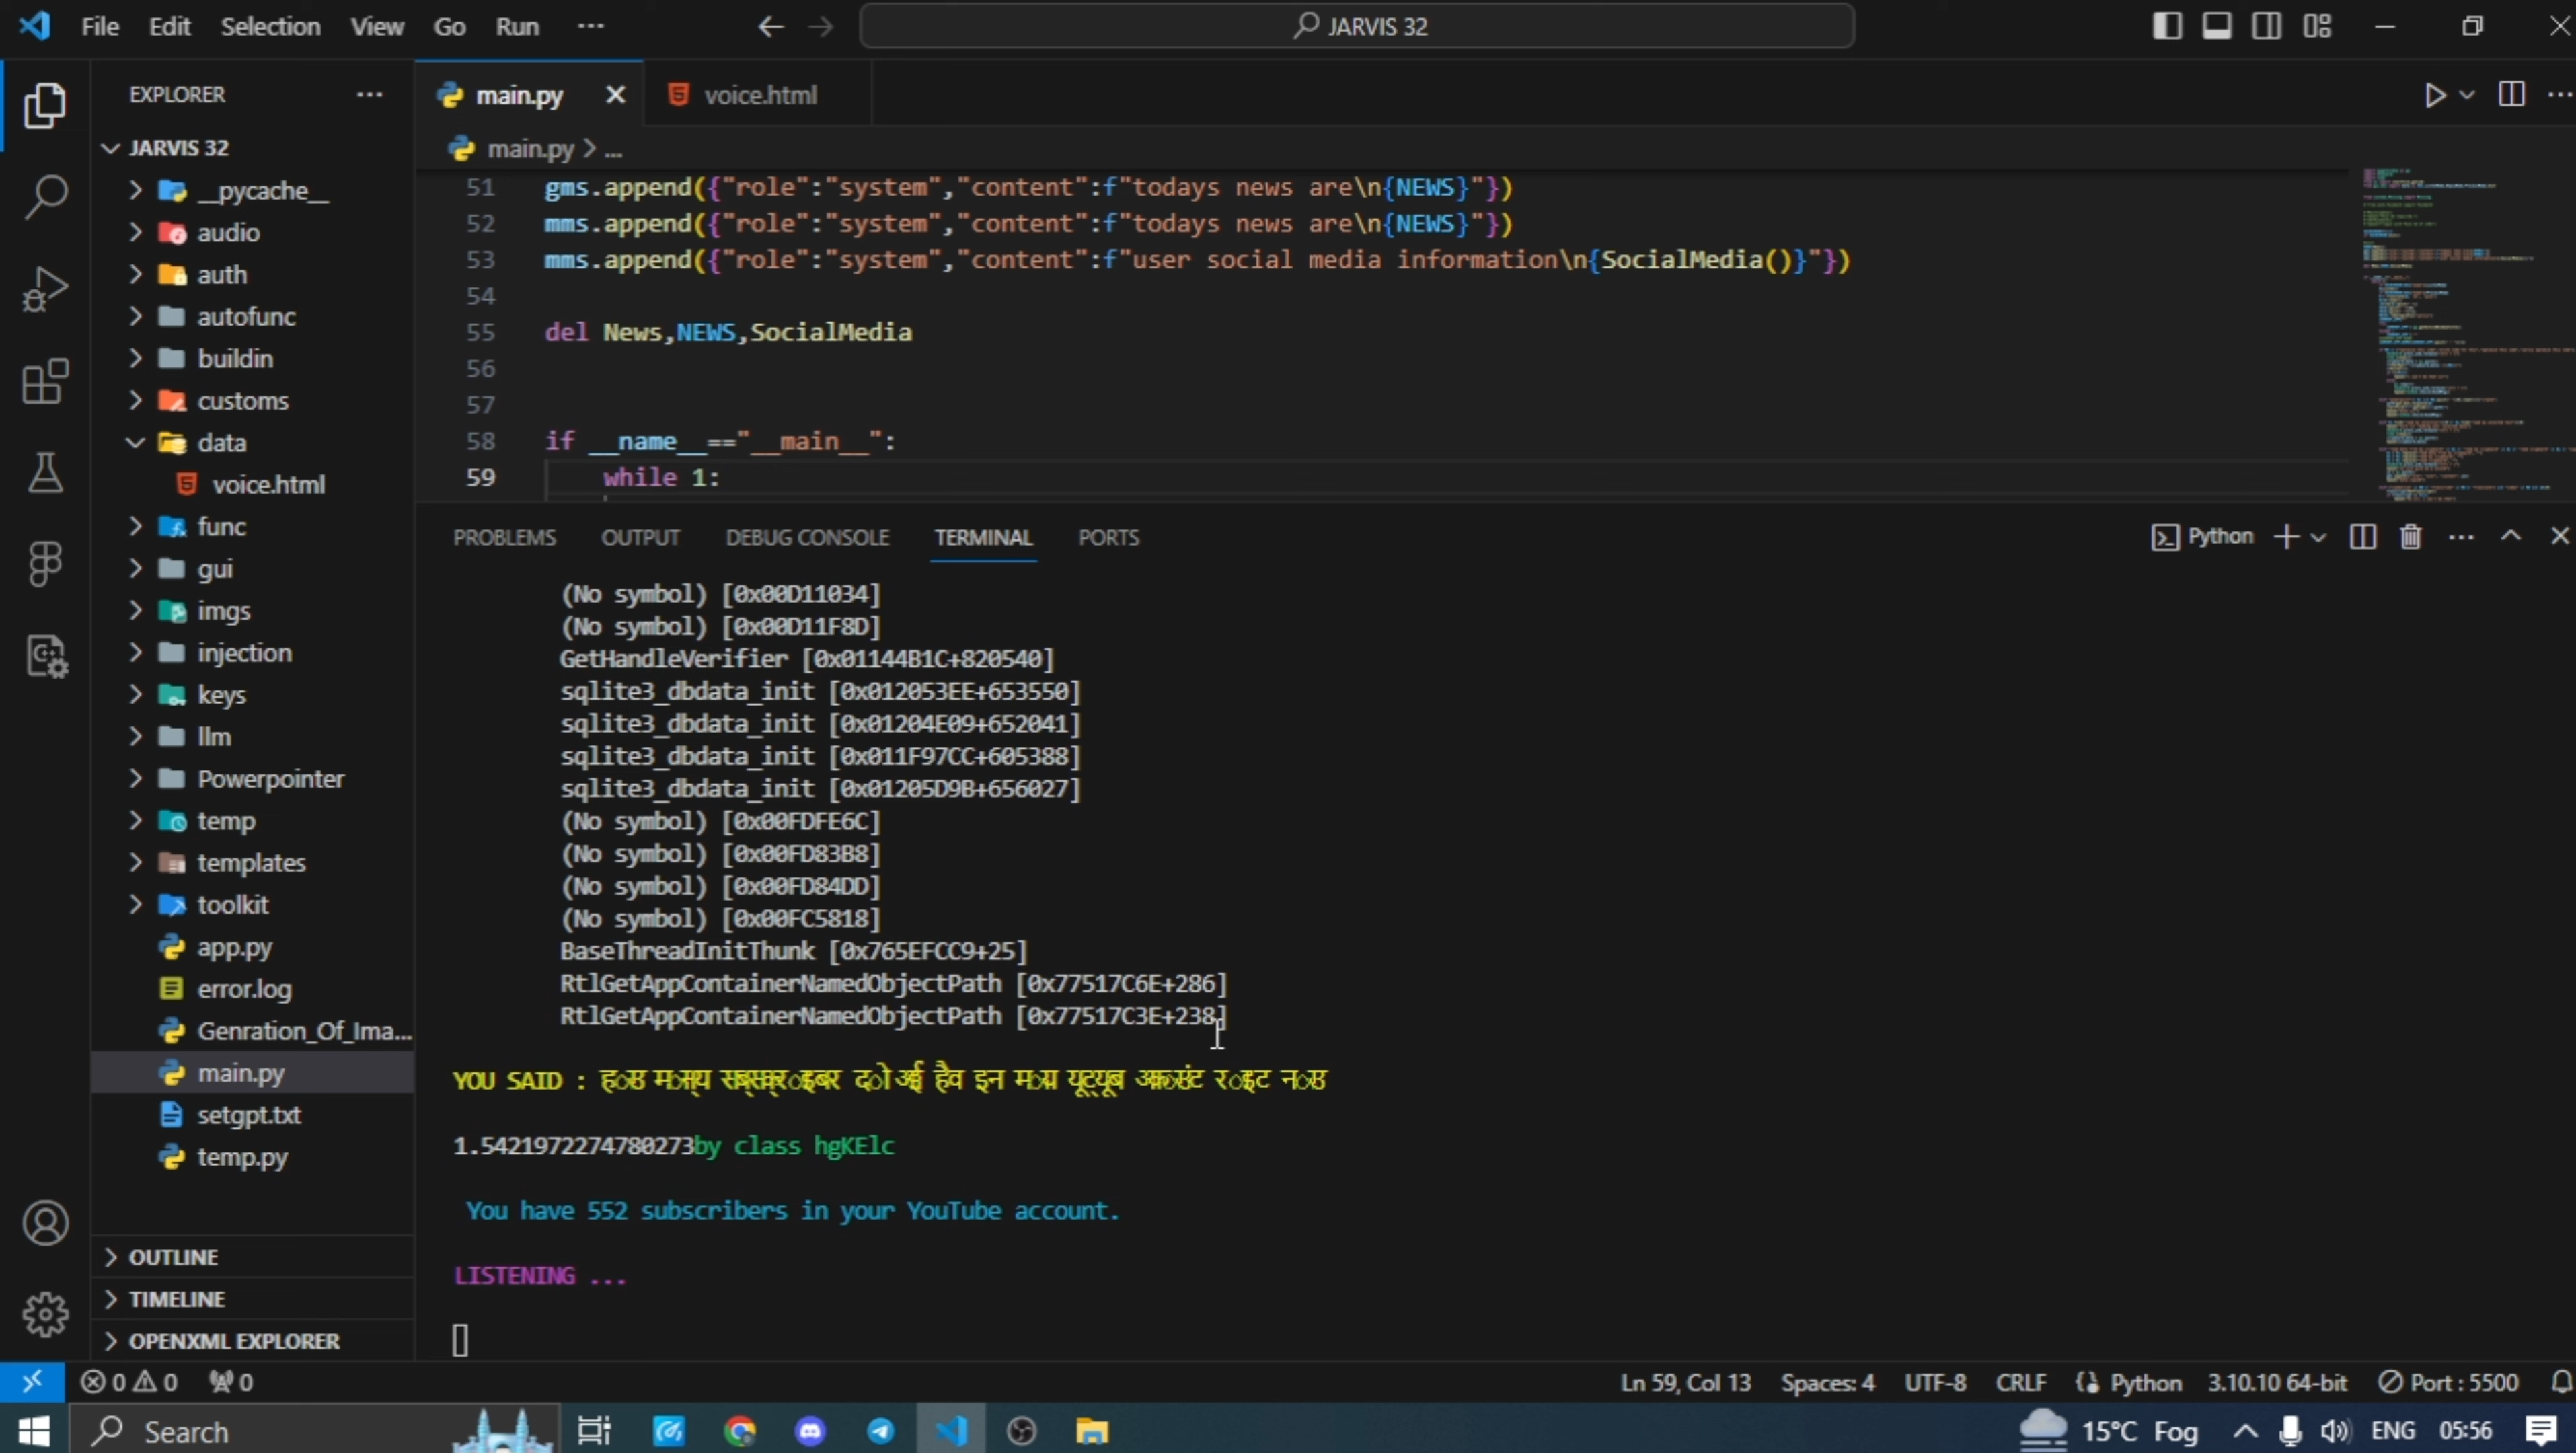 File Edit Selection View Go Run ...
JARVIS 32
EXPLORER ...
JARVIS 32
__pycache__
audio
auth
autofunc
buildin
customs
data
voice.html
func
gui
imgs
injection
keys
llm
Powerpointer
temp
templates
toolkit
app.py
error.log
Genration_Of_Ima...
main.py
setgpt.txt
temp.py
OUTLINE
TIMELINE
OPENXML EXPLORER
main.py
voice.html
main.py > ...
51 gms.append({"role":"system","content":f"todays news are\n{NEWS}"})
52 mms.append({"role":"system","content":f"todays news are\n{NEWS}"})
53 mms.append({"role":"system","content":f"user social media information\n{SocialMedia()}"})
54
55 del News,NEWS,SocialMedia
56
57
58 if __name__=="__main__":
59 while 1:
PROBLEMS OUTPUT DEBUG CONSOLE TERMINAL PORTS
Python
(No symbol) [0x00D11034]
(No symbol) [0x00D11F8D]
GetHandleVerifier [0x01144B1C+820540]
sqlite3_dbdata_init [0x012053EE+653550]
sqlite3_dbdata_init [0x01204E09+652041]
sqlite3_dbdata_init [0x011F97CC+605388]
sqlite3_dbdata_init [0x01205D9B+656027]
(No symbol) [0x00FDFE6C]
(No symbol) [0x00FD83B8]
(No symbol) [0x00FD84DD]
(No symbol) [0x00FC5818]
BaseThreadInitThunk [0x765EFCC9+25]
RtlGetAppContainerNamedObjectPath [0x77517C6E+286]
RtlGetAppContainerNamedObjectPath [0x77517C3E+238]
YOU SAID : हाउ मान्य सब्सक्राइबर दो आई हैव इन माय यूट्यूब अकाउंट राइट नाउ
1.5421972274780273by class hgKElc
You have 552 subscribers in your YouTube account.
LISTENING ...
0 0 0
Ln 59, Col 13 Spaces: 4 UTF-8 CRLF Python 3.10.10 64-bit Port : 5500
Search
15°C Fog ENG 05:56